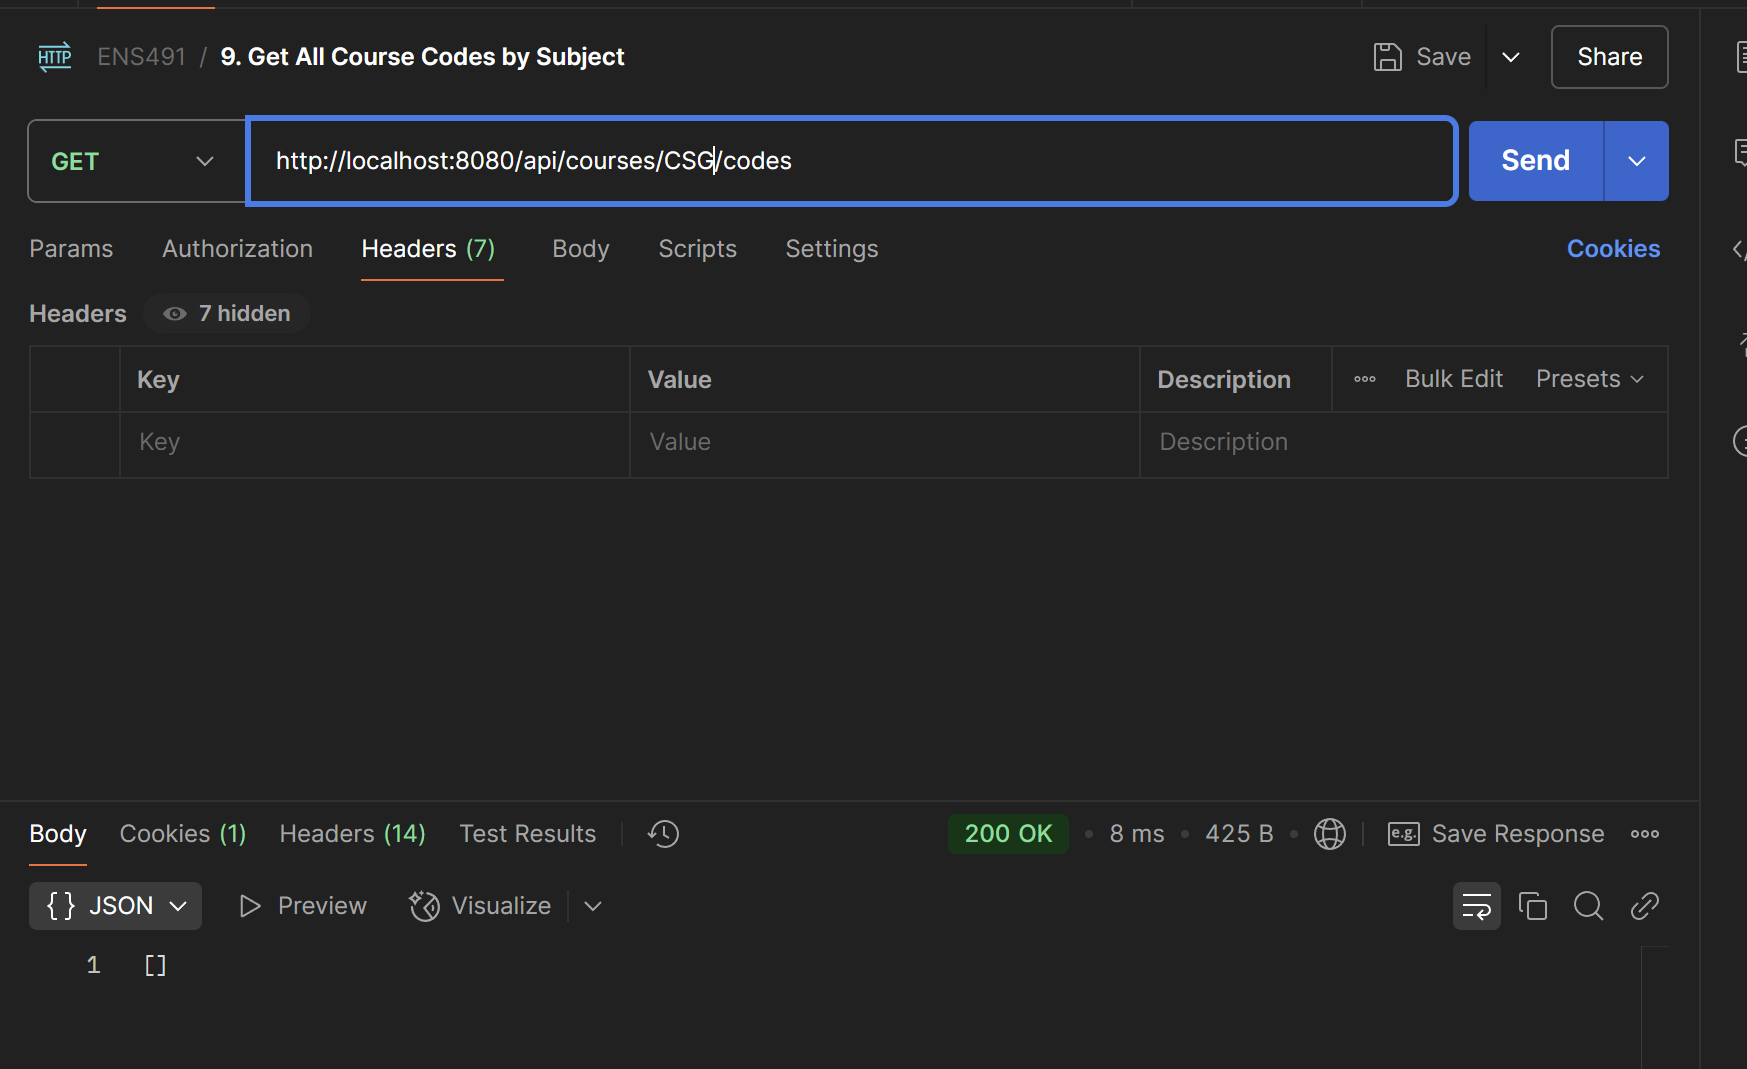 HTTP ENS491 / 9. Get All Course Codes by Subject Save Share
GET http://localhost:8080/api/courses/CSG/codes Send
Params Authorization Headers (7) Body Scripts Settings Cookies
Headers 7 hidden
Key Value Description Bulk Edit Presets
Key Value Description
Body Cookies (1) Headers (14) Test Results 200 OK • 8 ms • 425 B • e.g. Save Response
{} JSON Preview Visualize
1 []